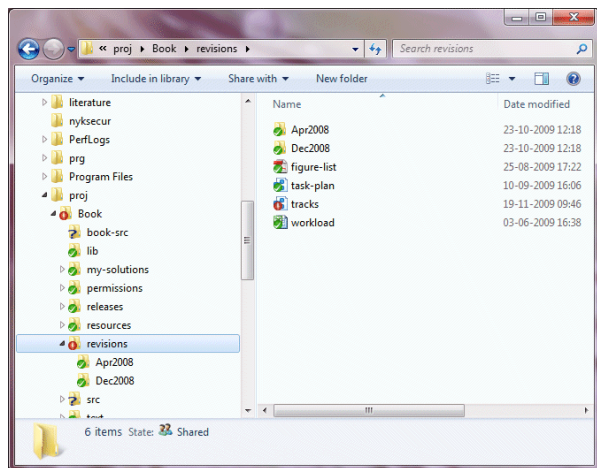 « proj ▸ Book ▸ revisions ▸
Search revisions
Organize Include in library Share with New folder
literature
nyksecur
PerfLogs
prg
Program Files
proj
Book
book-src
lib
my-solutions
permissions
releases
resources
revisions
Apr2008
Dec2008
src
text
Name Date modified
Apr2008 23-10-2009 12:18
Dec2008 23-10-2009 12:18
figure-list 25-08-2009 17:22
task-plan 10-09-2009 16:06
tracks 19-11-2009 09:46
workload 03-06-2009 16:38
6 items State: Shared